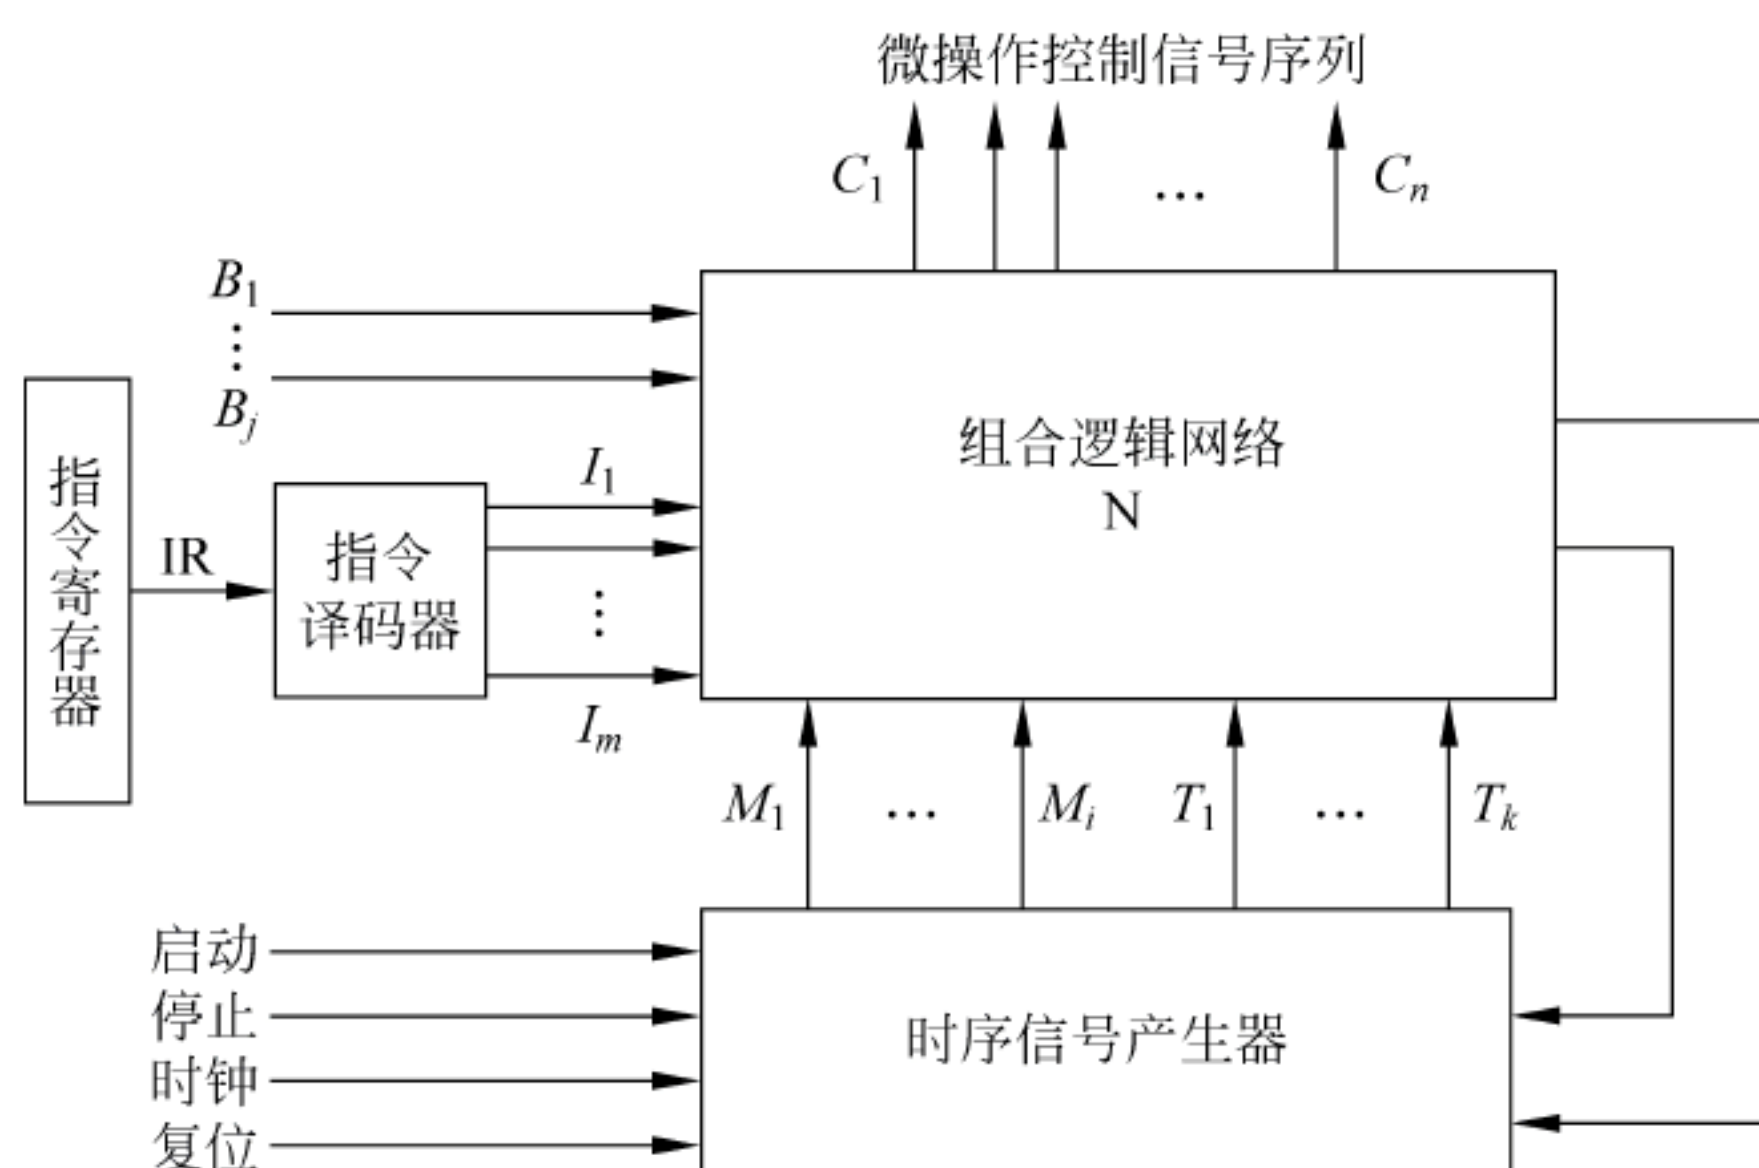 微操作控制信号序列
C1
…
Cn
B1
⋮
Bj
组合逻辑网络
N
I1
指令寄存器
IR
指令
译码器
⋮
Im
M1
…
Mi
T1
…
Tk
启动
停止
时钟
复位
时序信号产生器